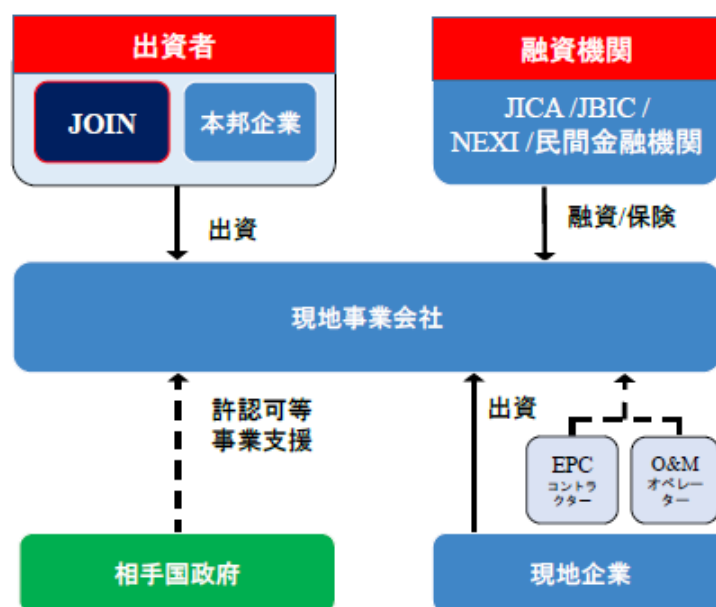 出資者
JOIN
本邦企業
融資機関
JICA /JBIC /
NEXI /民間金融機関
出資
融資/保険
現地事業会社
許認可等
事業支援
出資
EPC
コントラ
クター
O&M
オペレー
ター
相手国政府
現地企業